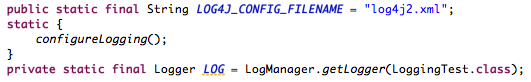 public static final String LOG4J_CONFIG_FILENAME = "log4j2.xml";
static {
    configureLogging();
}
private static final Logger LOG = LogManager.getLogger(LoggingTest.class);